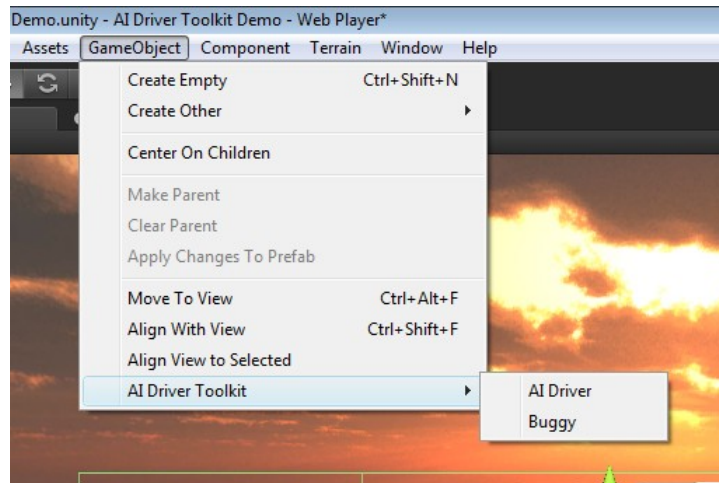 Demo.unity - AI Driver Toolkit Demo - Web Player*
Assets GameObject Component Terrain Window Help
Create Empty Ctrl+Shift+N
Create Other
Center On Children
Make Parent
Clear Parent
Apply Changes To Prefab
Move To View Ctrl+Alt+F
Align With View Ctrl+Shift+F
Align View to Selected
AI Driver Toolkit
AI Driver
Buggy